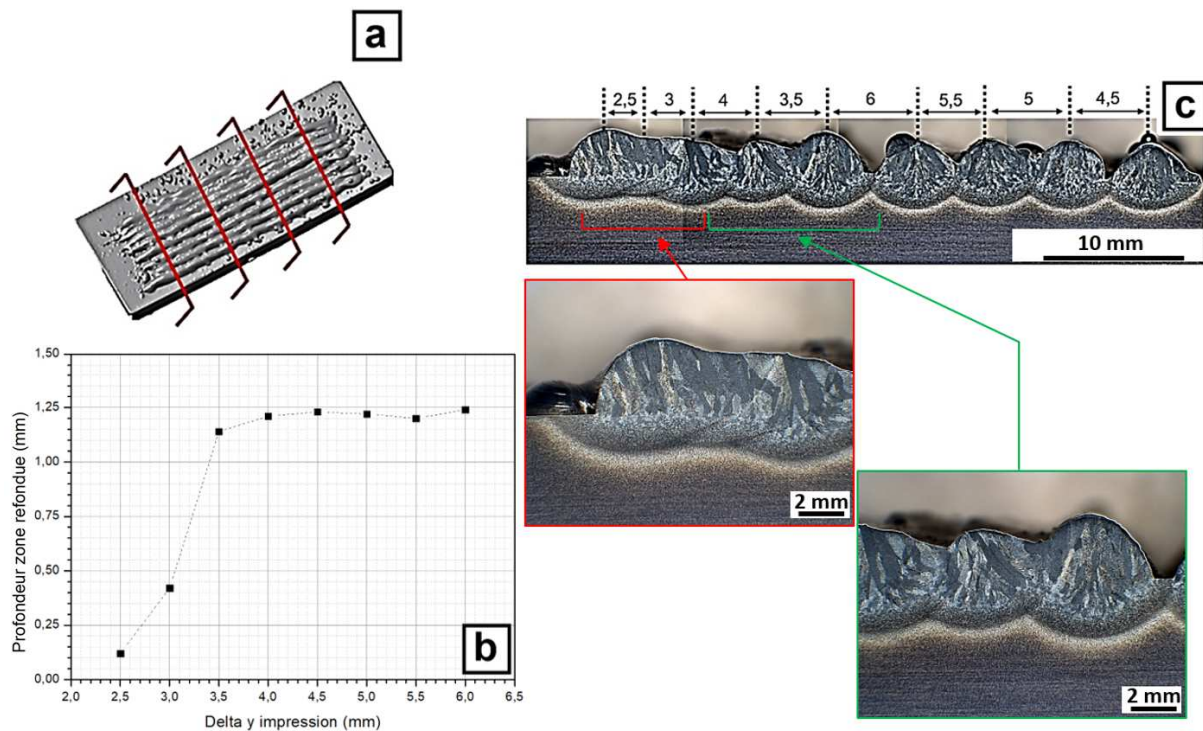 a
c
2,5 3 4 3,5 6 5,5 5 4,5
10 mm
2 mm
2 mm
b
1,50
1,25
1,00
0,75
0,50
0,25
0,00
2,0 2,5 3,0 3,5 4,0 4,5 5,0 5,5 6,0 6,5
Profondeur zone refondue (mm)
Delta y impression (mm)